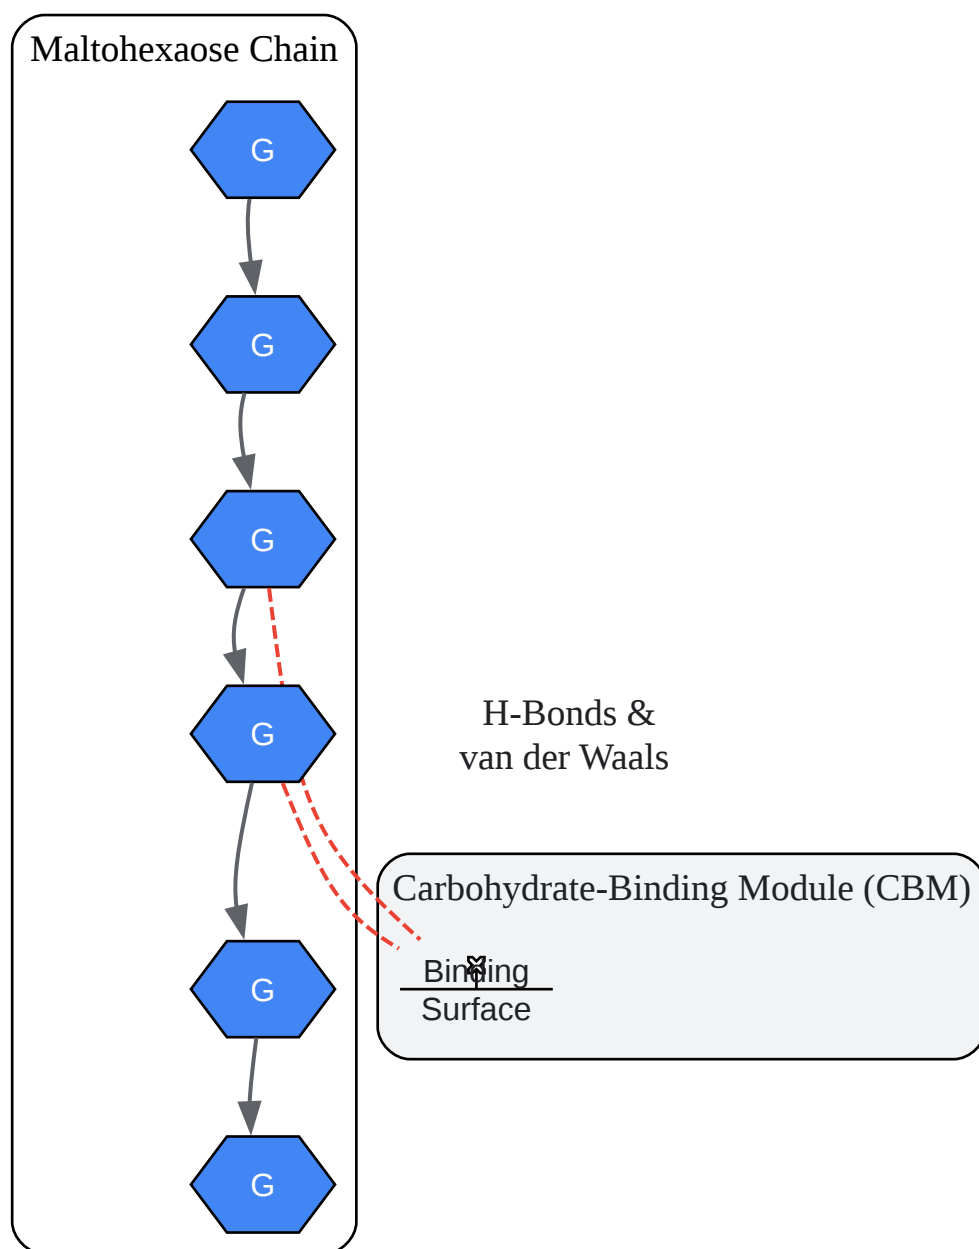 Maltohexaose Chain
G
G
G
G
H-Bonds &
van der Waals
Carbohydrate-Binding Module (CBM)
Binding
Surface
G
G